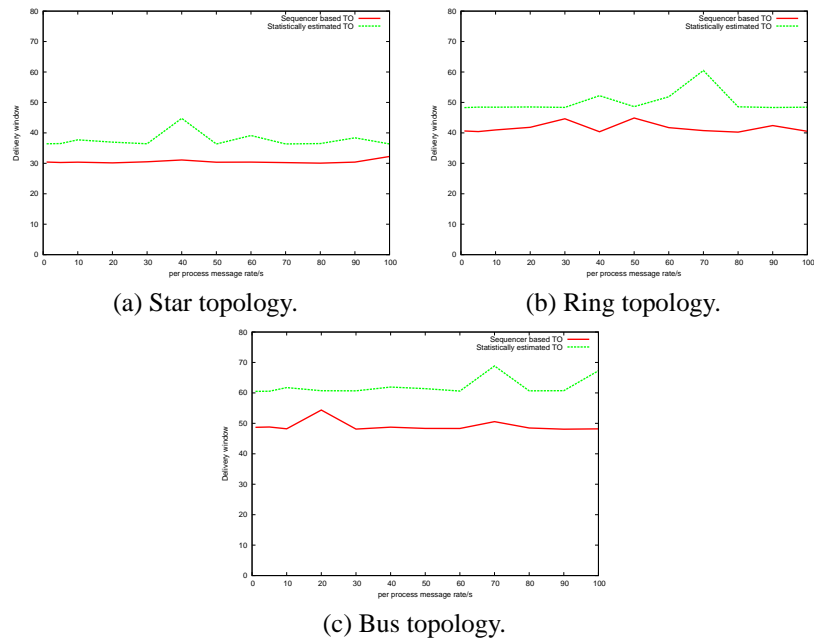 Sequencer based TO
Statistically estimated TO
80
70
60
50
40
30
20
10
0
Delivery window
0 10 20 30 40 50 60 70 80 90 100
per process message rate/s
(a) Star topology.
Sequencer based TO
Statistically estimated TO
80
70
60
50
40
30
20
10
0
Delivery window
0 10 20 30 40 50 60 70 80 90 100
per process message rate/s
(b) Ring topology.
Sequencer based TO
Statistically estimated TO
80
70
60
50
40
30
20
10
0
Delivery window
0 10 20 30 40 50 60 70 80 90 100
per process message rate/s
(c) Bus topology.